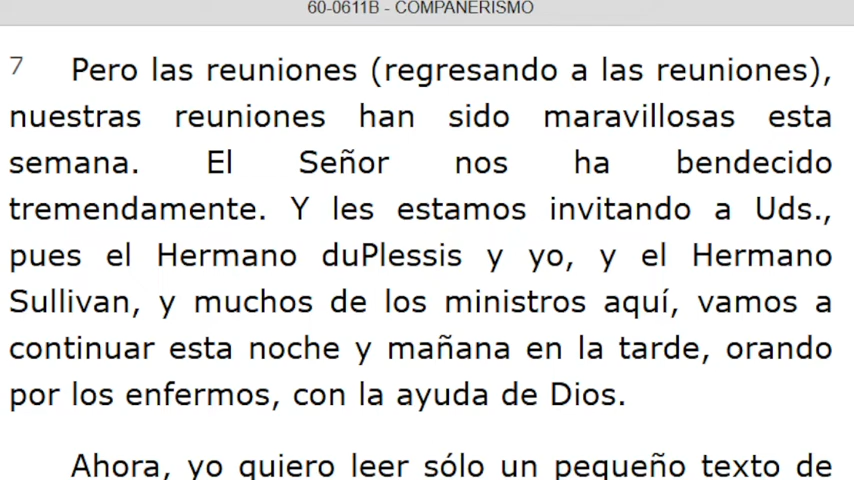 60-0611B - COMPAÑERISMO
7 Pero las reuniones (regresando a las reuniones),
nuestras reuniones han sido maravillosas esta
semana. El Señor nos ha bendecido
tremendamente. Y les estamos invitando a Uds.,
pues el Hermano duPlessis y yo, y el Hermano
Sullivan, y muchos de los ministros aquí, vamos a
continuar esta noche y mañana en la tarde, orando
por los enfermos, con la ayuda de Dios.
Ahora, yo quiero leer sólo un pequeño texto de